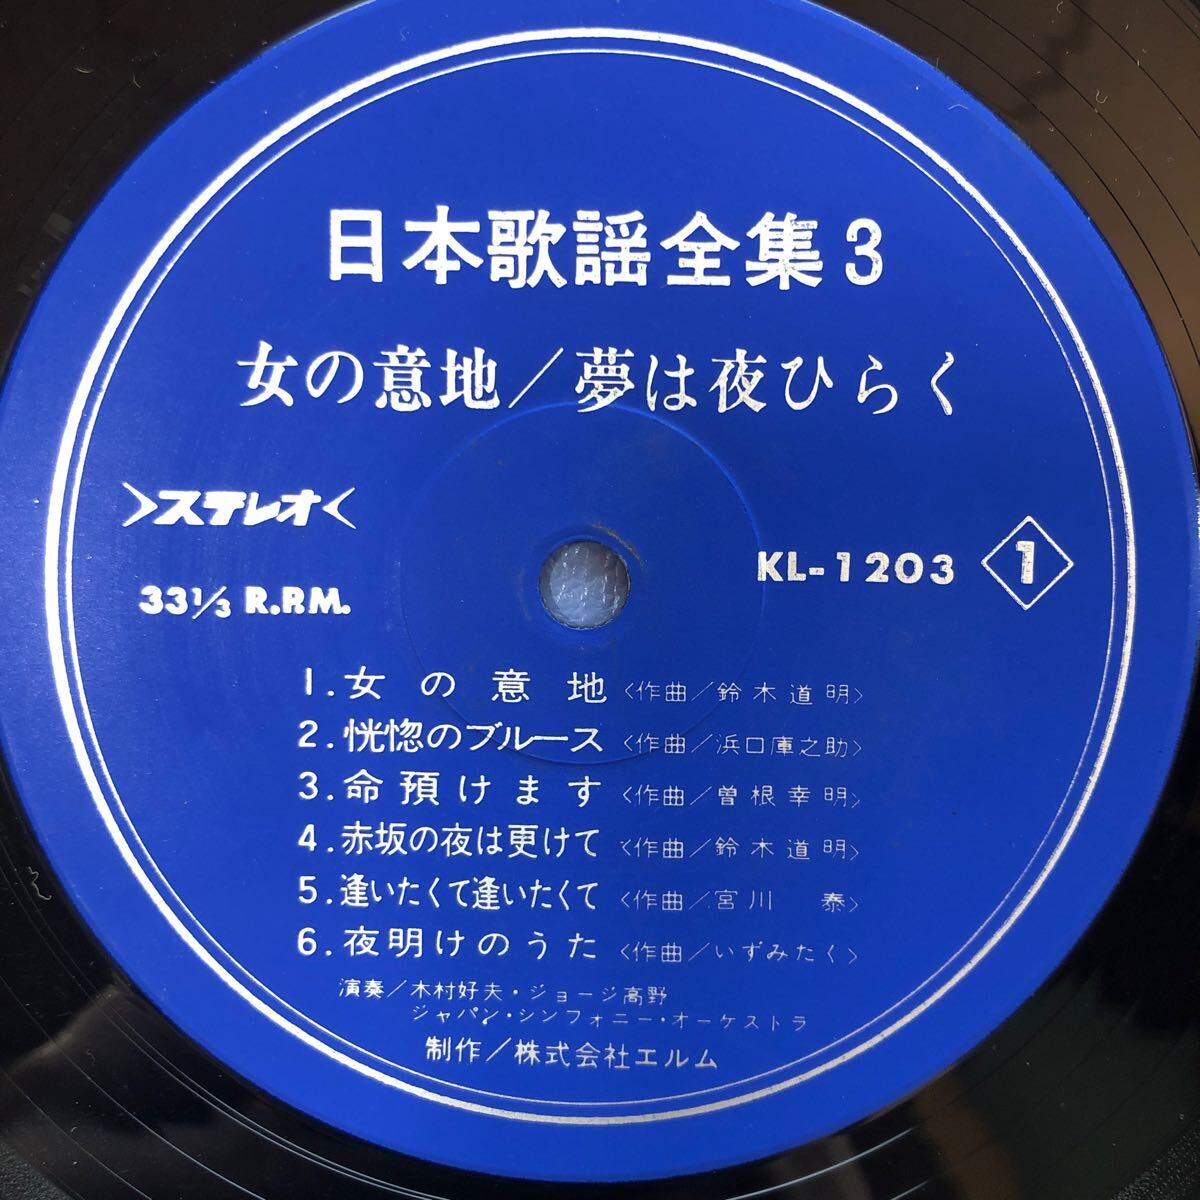 日本歌謡全集3
女の意地/夢は夜ひらく
>ステレオ<
33 1/3 R.P.M.
KL-1203 1
1.女の意地 <作曲/鈴木道明>
2.恍惚のブルース <作曲/浜口庫之助>
3.命預けます <作曲/曽根幸明>
4.赤坂の夜は更けて <作曲/鈴木道明>
5.逢いたくて逢いたくて <作曲/宮川 泰>
6.夜明けのうた <作曲/いずみたく>
演奏/木村好夫・ジョージ高野
ジャパン・シンフォニー・オーケストラ
制作/株式会社エルム